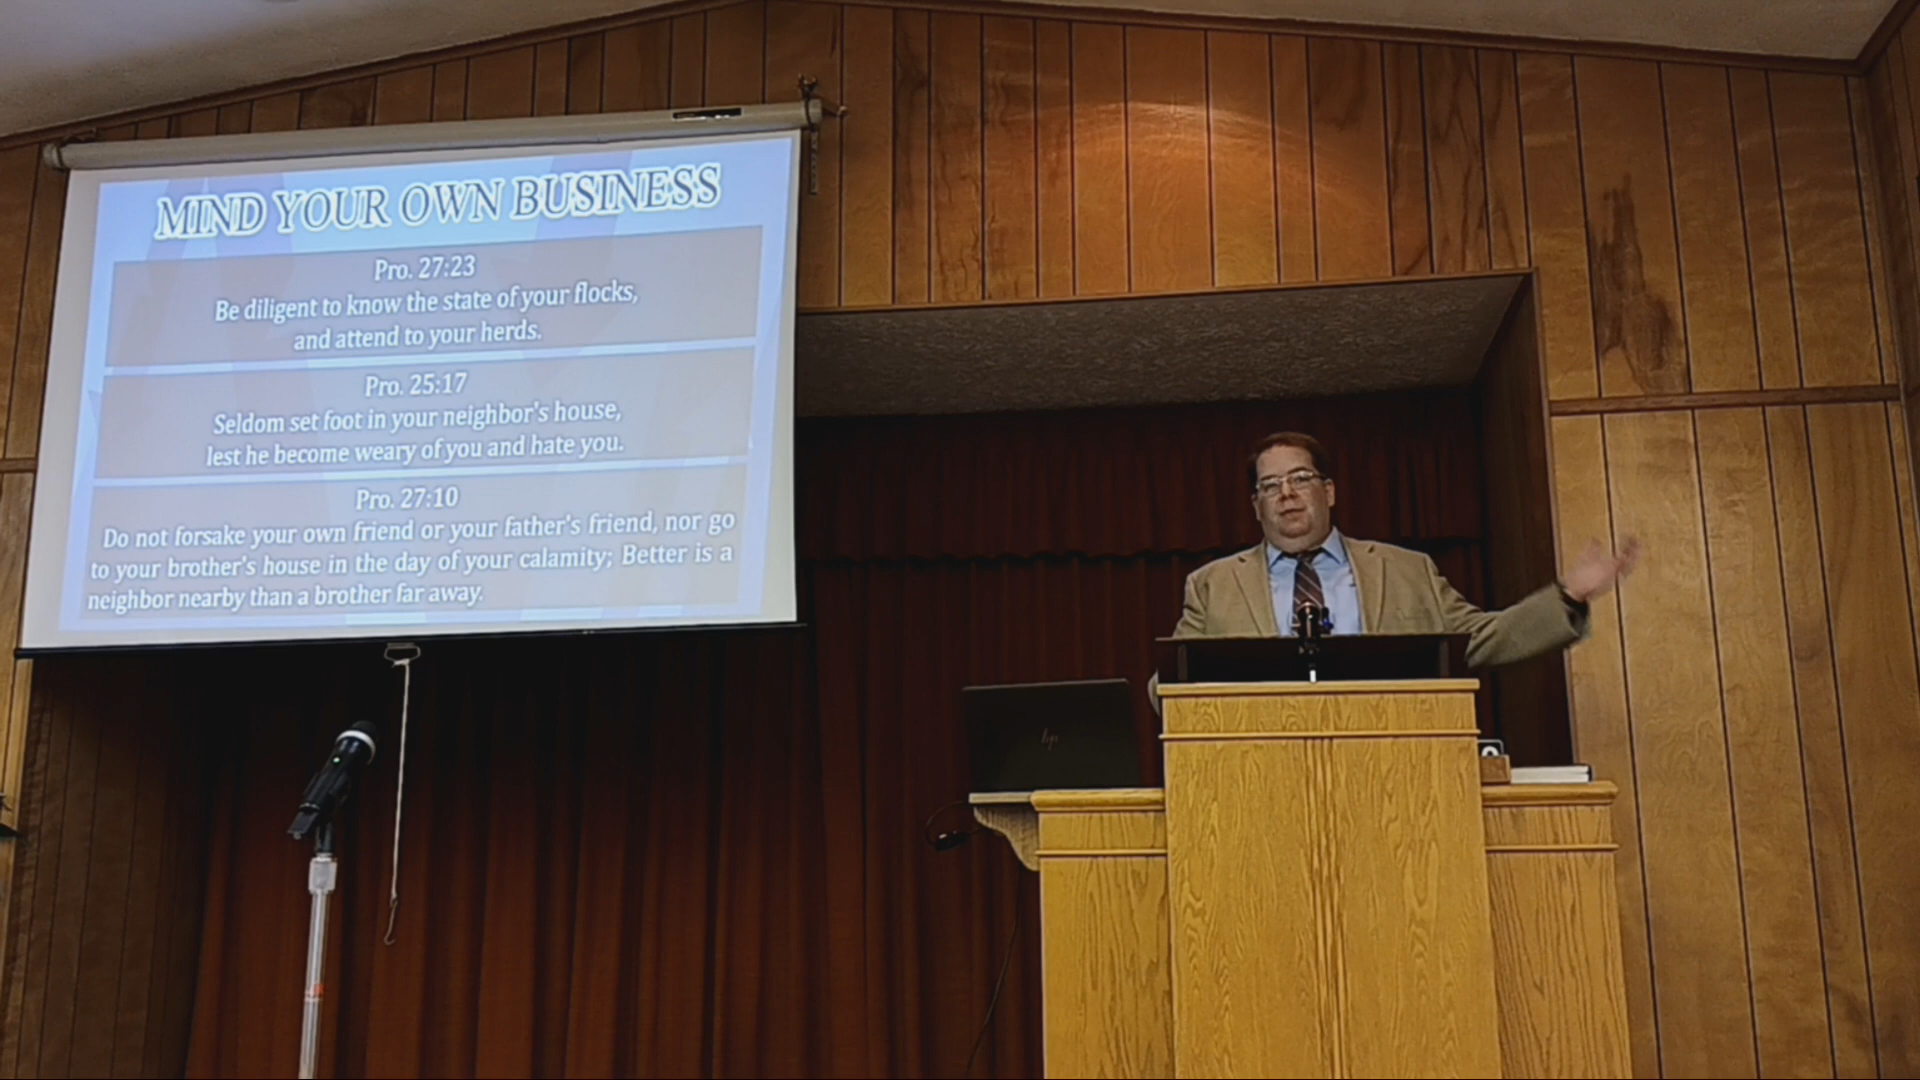 MIND YOUR OWN BUSINESS
Pro. 27:23
Be diligent to know the state of your flocks,
and attend to your herds.
Pro. 25:17
Seldom set foot in your neighbor's house,
lest he become weary of you and hate you.
Pro. 27:10
Do not forsake your own friend or your father's friend, nor go
to your brother's house in the day of your calamity; Better is a
neighbor nearby than a brother far away.
hp